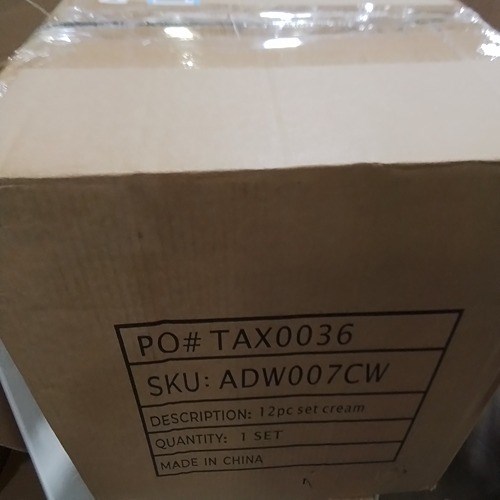 PO# TAX0036
SKU: ADW007CW
DESCRIPTION: 12pc set cream
QUANTITY: 1 SET
MADE IN CHINA